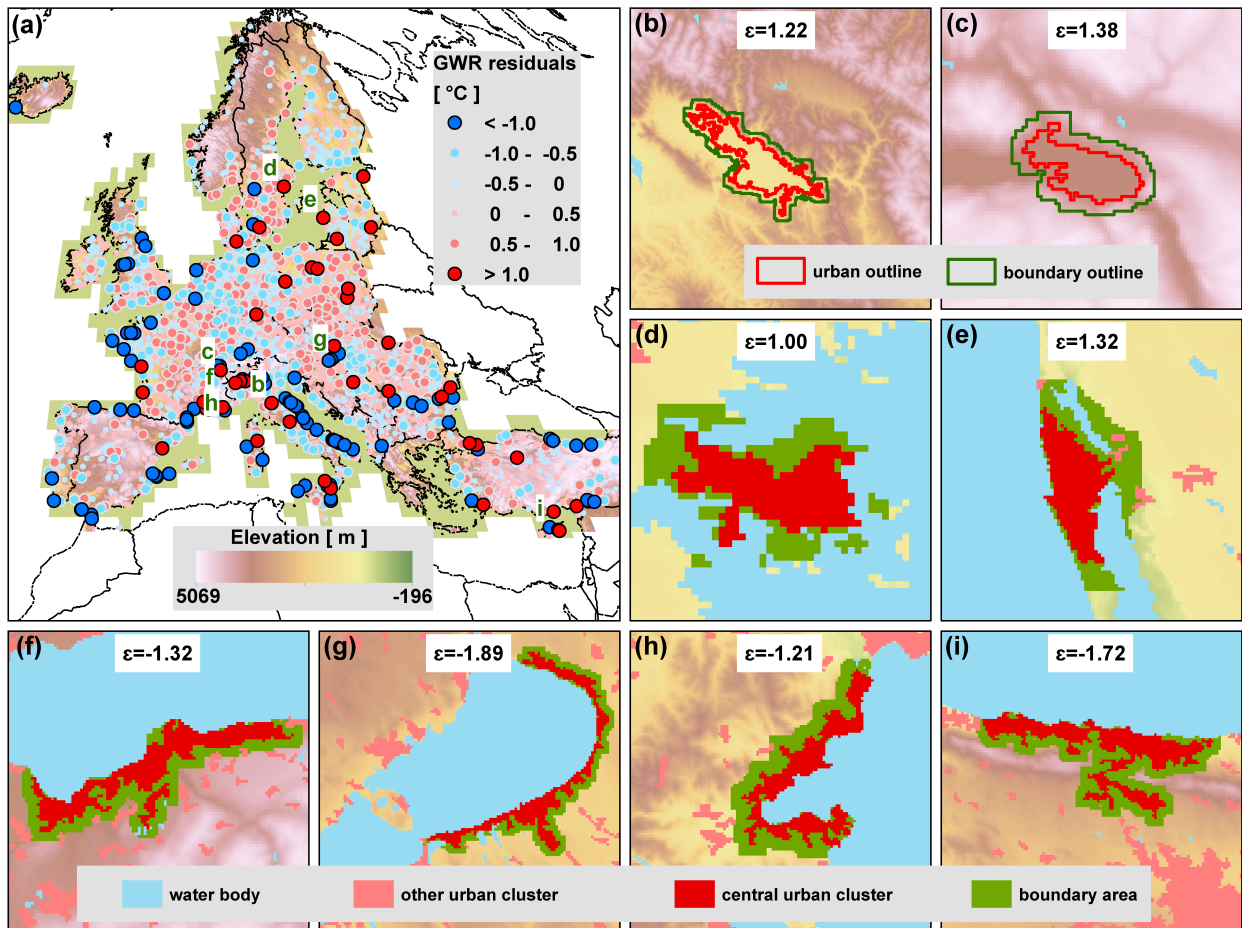 (a)
GWR residuals
[ °C ]
< -1.0
-1.0 - -0.5
-0.5 - 0
0 - 0.5
0.5 - 1.0
> 1.0
d
e
g
c
f
b
h
i
Elevation [ m ]
5069
-196
(b)
ε=1.22
(c)
ε=1.38
urban outline
boundary outline
(d)
ε=1.00
(e)
ε=1.32
(f)
ε=-1.32
(g)
ε=-1.89
(h)
ε=-1.21
(i)
ε=-1.72
water body
other urban cluster
central urban cluster
boundary area